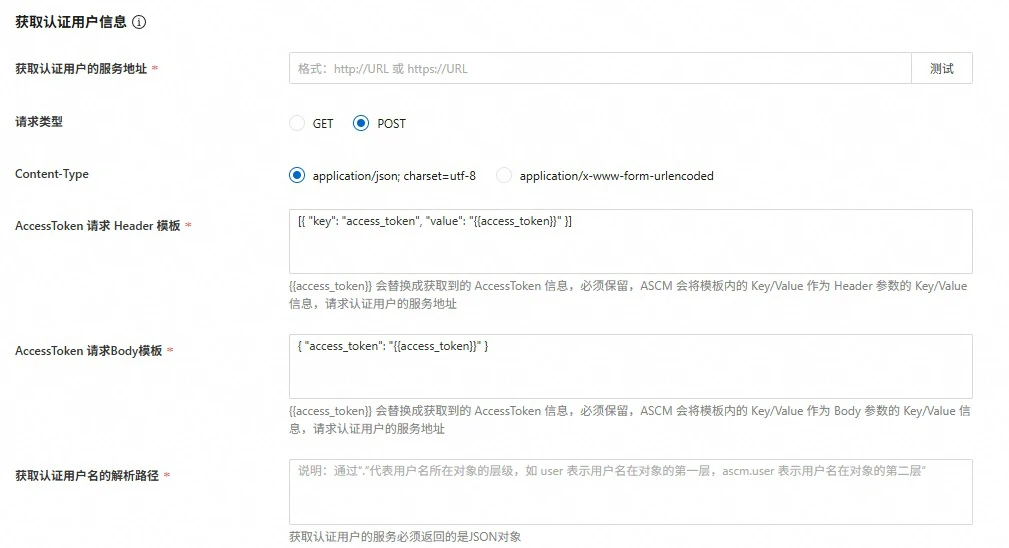 获取认证用户信息
获取认证用户的服务地址 *
格式：http://URL 或 https://URL
测试
请求类型
GET
POST
Content-Type
application/json; charset=utf-8
application/x-www-form-urlencoded
AccessToken 请求 Header 模板 *
[{ "key": "access_token", "value": "{{access_token}}" }]
{{access_token}} 会替换成获取到的 AccessToken 信息，必须保留，ASCM 会将模板内的 Key/Value 作为 Header 参数的 Key/Value
信息，请求认证用户的服务地址
AccessToken 请求Body模板 *
{ "access_token": "{{access_token}}" }
{{access_token}} 会替换成获取到的 AccessToken 信息，必须保留，ASCM 会将模板内的 Key/Value 作为 Body 参数的 Key/Value 信
息，请求认证用户的服务地址
获取认证用户名的解析路径 *
说明：通过“.”代表用户名所在对象的层级，如 user 表示用户名在对象的第一层，ascm.user 表示用户名在对象的第二层"
获取认证用户的服务必须返回的是JSON对象